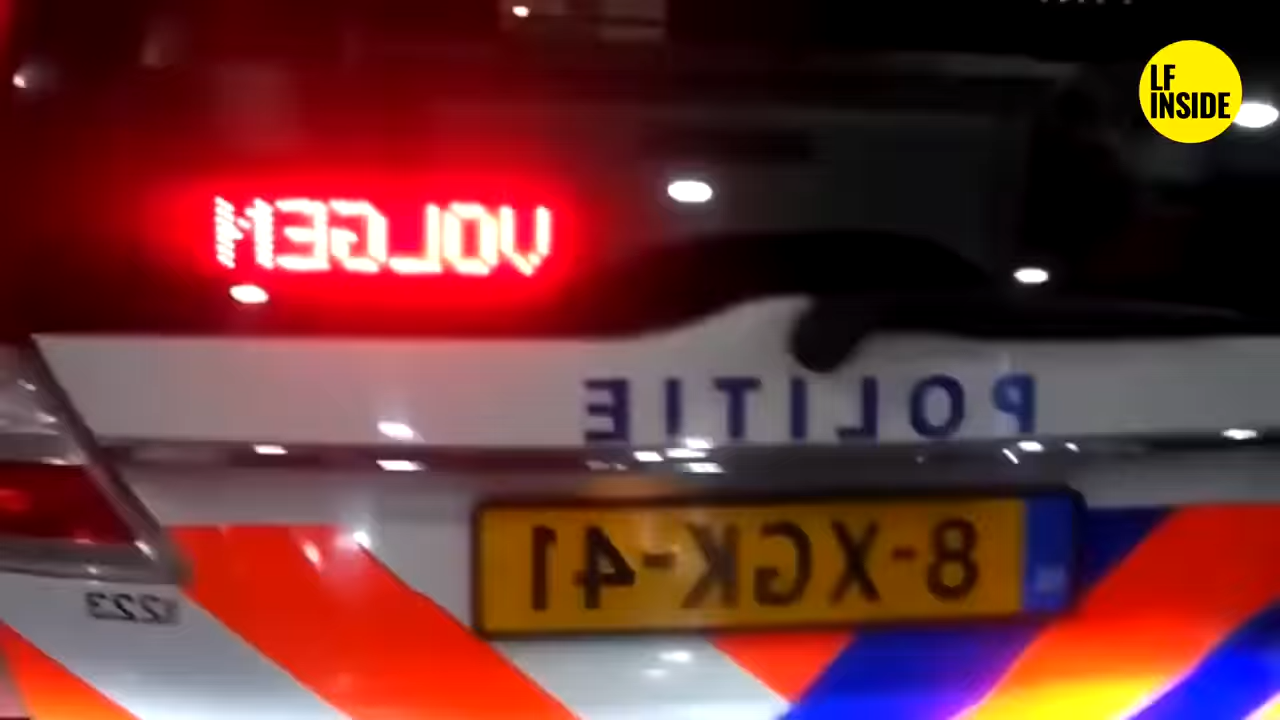 LF
INSIDE
VOLGEN
POLITIE
8-XGK-41